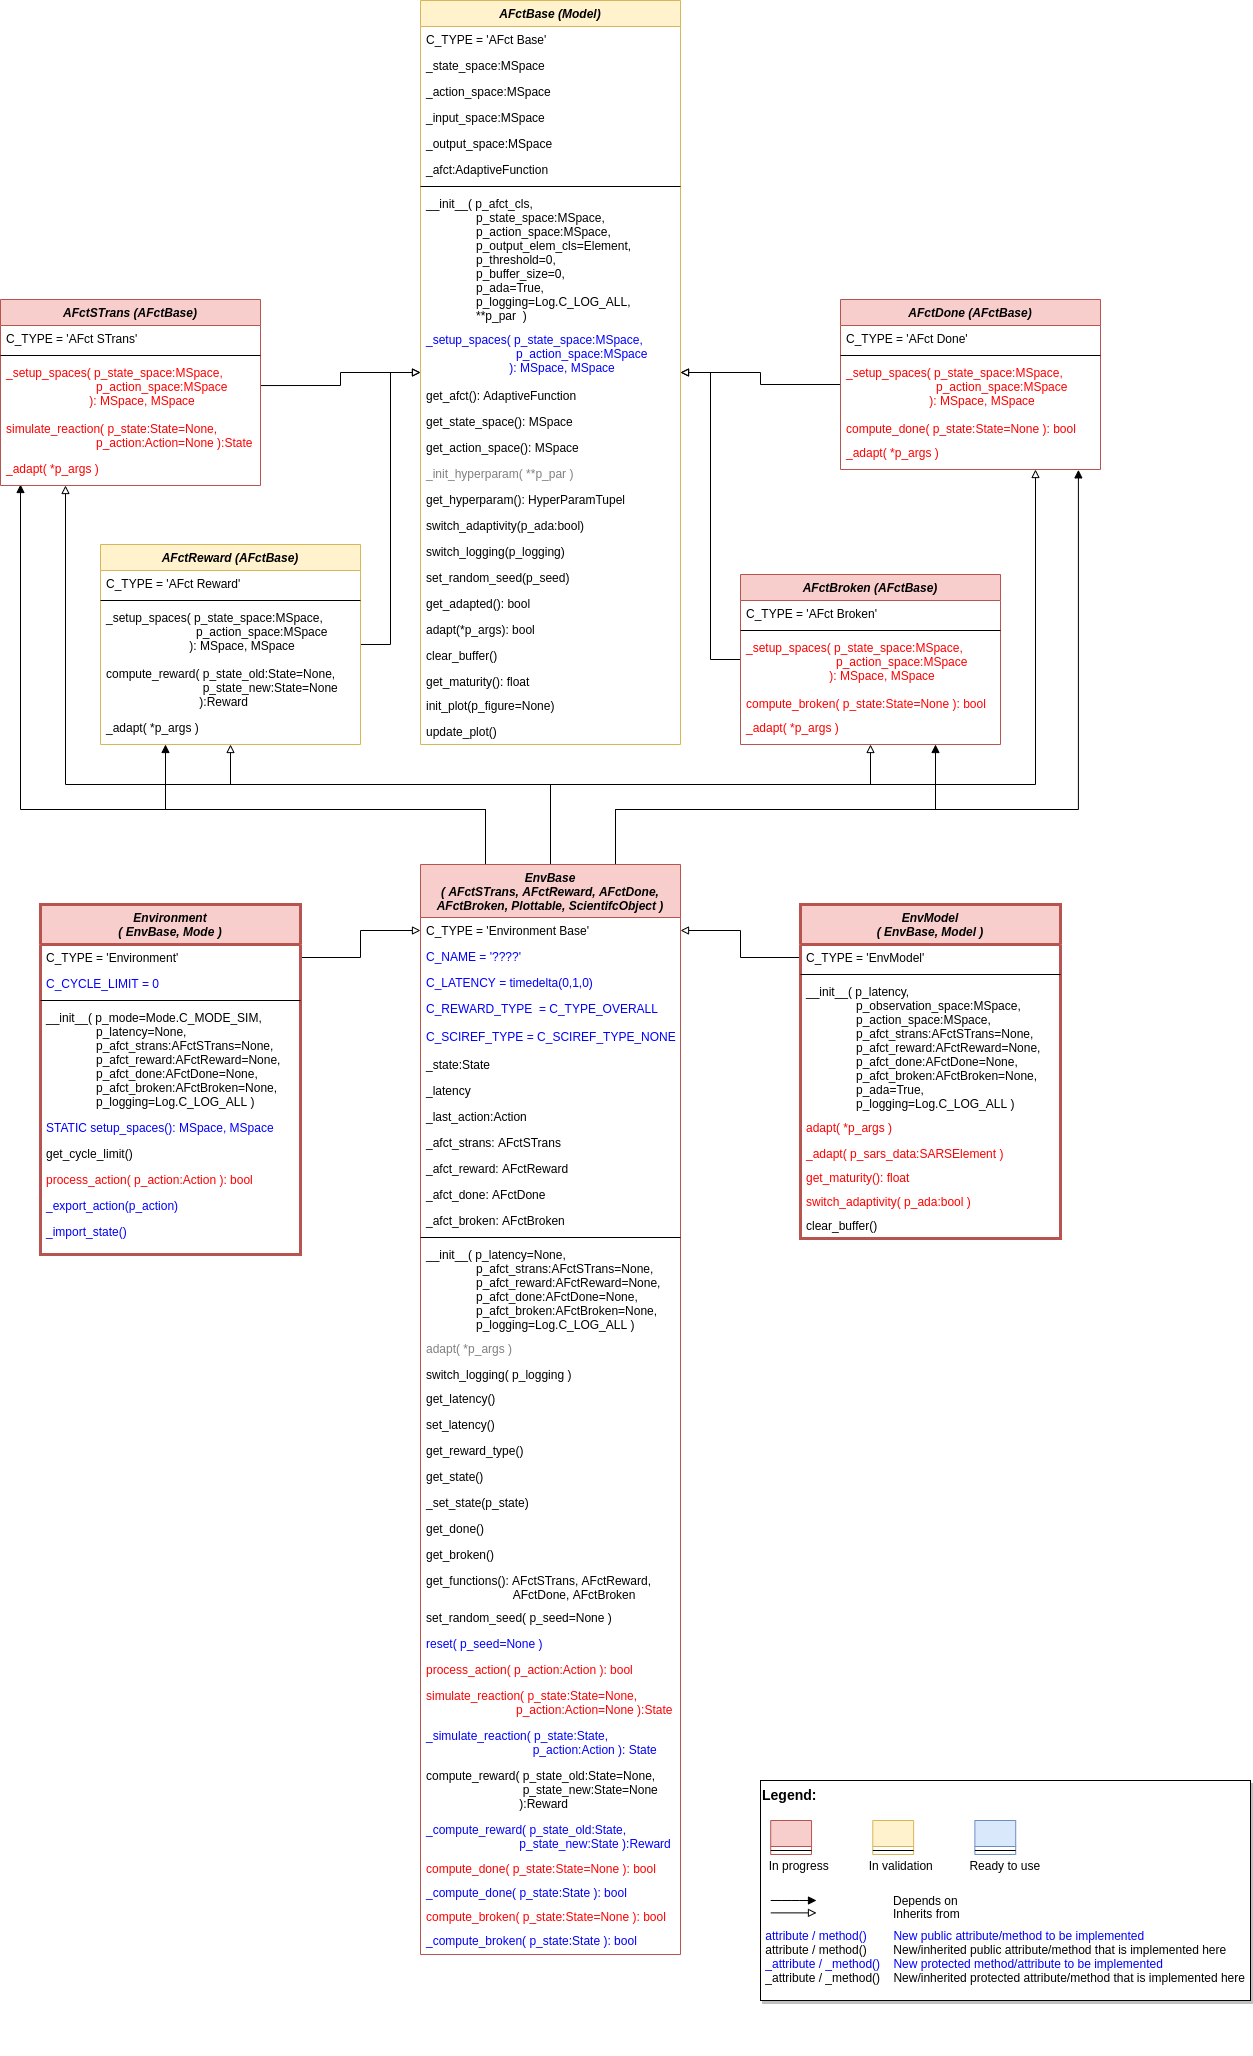 AFctBase (Model)
C_TYPE = 'AFct Base'
_state_space:MSpace
_action_space:MSpace
_input_space:MSpace
_output_space:MSpace
_afct:AdaptiveFunction
__init__( p_afct_cls,
p_state_space:MSpace,
p_action_space:MSpace,
p_output_elem_cls=Element,
p_threshold=0,
p_buffer_size=0,
p_ada=True,
p_logging=Log.C_LOG_ALL,
**p_par )
_setup_spaces( p_state_space:MSpace,
p_action_space:MSpace
): MSpace, MSpace
get_afct(): AdaptiveFunction
get_state_space(): MSpace
get_action_space(): MSpace
_init_hyperparam( **p_par )
get_hyperparam(): HyperParamTupel
switch_adaptivity(p_ada:bool)
switch_logging(p_logging)
set_random_seed(p_seed)
get_adapted(): bool
adapt(*p_args): bool
clear_buffer()
get_maturity(): float
init_plot(p_figure=None)
update_plot()
AFctSTrans (AFctBase)
C_TYPE = 'AFct STrans'
_setup_spaces( p_state_space:MSpace,
p_action_space:MSpace
): MSpace, MSpace
simulate_reaction( p_state:State=None,
p_action:Action=None ):State
_adapt( *p_args )
AFctDone (AFctBase)
C_TYPE = 'AFct Done'
_setup_spaces( p_state_space:MSpace,
p_action_space:MSpace
): MSpace, MSpace
compute_done( p_state:State=None ): bool
_adapt( *p_args )
AFctReward (AFctBase)
C_TYPE = 'AFct Reward'
_setup_spaces( p_state_space:MSpace,
p_action_space:MSpace
): MSpace, MSpace
compute_reward( p_state_old:State=None,
p_state_new:State=None
):Reward
_adapt( *p_args )
AFctBroken (AFctBase)
C_TYPE = 'AFct Broken'
_setup_spaces( p_state_space:MSpace,
p_action_space:MSpace
): MSpace, MSpace
compute_broken( p_state:State=None ): bool
_adapt( *p_args )
Environment
( EnvBase, Mode )
C_TYPE = 'Environment'
C_CYCLE_LIMIT = 0
__init__( p_mode=Mode.C_MODE_SIM,
p_latency=None,
p_afct_strans:AFctSTrans=None,
p_afct_reward:AFctReward=None,
p_afct_done:AFctDone=None,
p_afct_broken:AFctBroken=None,
p_logging=Log.C_LOG_ALL )
STATIC setup_spaces(): MSpace, MSpace
get_cycle_limit()
process_action( p_action:Action ): bool
_export_action(p_action)
_import_state()
EnvBase
( AFctSTrans, AFctReward, AFctDone,
AFctBroken, Plottable, ScientifcObject )
C_TYPE = 'Environment Base'
C_NAME = '????'
C_LATENCY = timedelta(0,1,0)
C_REWARD_TYPE = C_TYPE_OVERALL
C_SCIREF_TYPE = C_SCIREF_TYPE_NONE
_state:State
_latency
_last_action:Action
_afct_strans: AFctSTrans
_afct_reward: AFctReward
_afct_done: AFctDone
_afct_broken: AFctBroken
__init__( p_latency=None,
p_afct_strans:AFctSTrans=None,
p_afct_reward:AFctReward=None,
p_afct_done:AFctDone=None,
p_afct_broken:AFctBroken=None,
p_logging=Log.C_LOG_ALL )
adapt( *p_args )
switch_logging( p_logging )
get_latency()
set_latency()
get_reward_type()
get_state()
_set_state(p_state)
get_done()
get_broken()
get_functions(): AFctSTrans, AFctReward,
AFctDone, AFctBroken
set_random_seed( p_seed=None )
reset( p_seed=None )
process_action( p_action:Action ): bool
simulate_reaction( p_state:State=None,
p_action:Action=None ):State
_simulate_reaction( p_state:State,
p_action:Action ): State
compute_reward( p_state_old:State=None,
p_state_new:State=None
):Reward
_compute_reward( p_state_old:State,
p_state_new:State ):Reward
compute_done( p_state:State=None ): bool
_compute_done( p_state:State ): bool
compute_broken( p_state:State=None ): bool
_compute_broken( p_state:State ): bool
EnvModel
( EnvBase, Model )
C_TYPE = 'EnvModel'
__init__( p_latency,
p_observation_space:MSpace,
p_action_space:MSpace,
p_afct_strans:AFctSTrans=None,
p_afct_reward:AFctReward=None,
p_afct_done:AFctDone=None,
p_afct_broken:AFctBroken=None,
p_ada=True,
p_logging=Log.C_LOG_ALL )
adapt( *p_args )
_adapt( p_sars_data:SARSElement )
get_maturity(): float
switch_adaptivity( p_ada:bool )
clear_buffer()
Legend:
In progress In validation Ready to use
Depends on
Inherits from
attribute / method() New public attribute/method to be implemented
attribute / method() New/inherited public attribute/method that is implemented here
_attribute / _method() New protected method/attribute to be implemented
_attribute / _method() New/inherited protected attribute/method that is implemented here